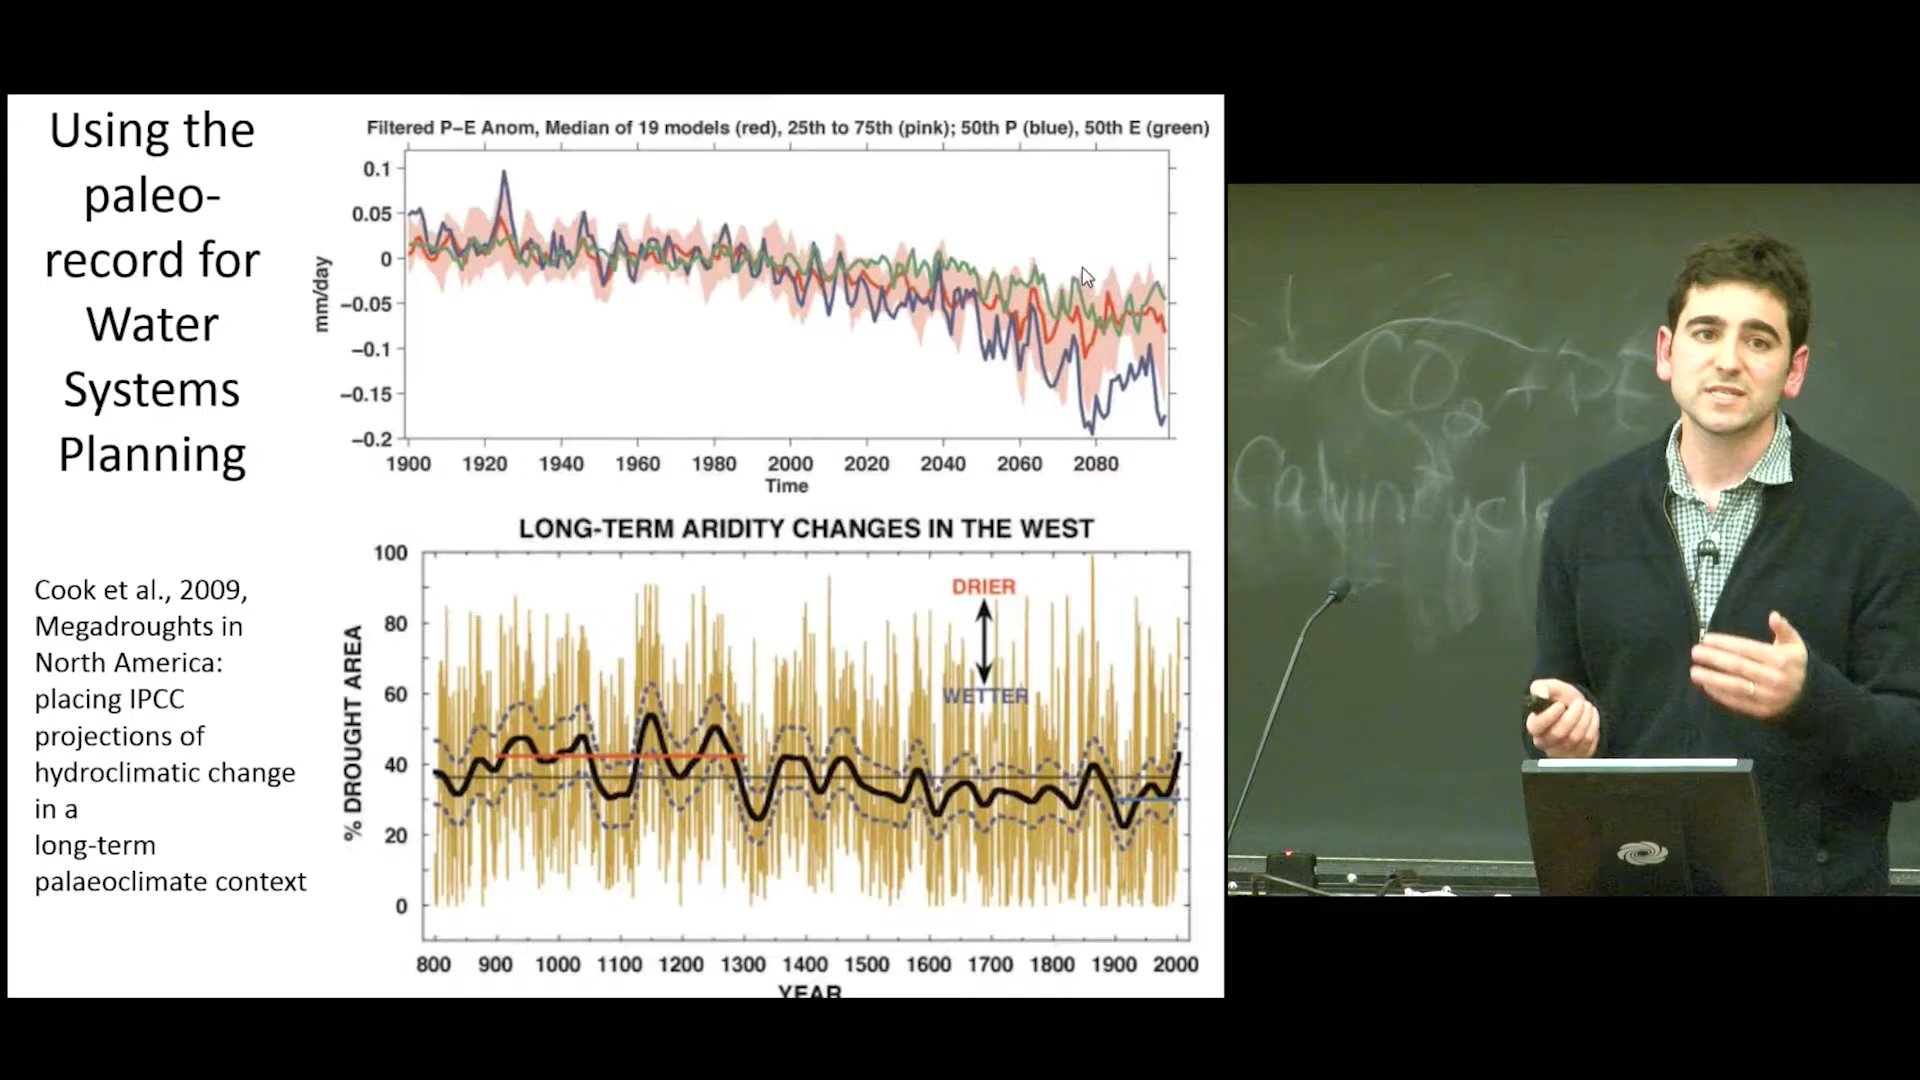 Using the
paleo-
record for
Water
Systems
Planning
Cook et al., 2009,
Megadroughts in
North America:
placing IPCC
projections of
hydroclimatic change
in a
long-term
palaeoclimate context
Filtered P-E Anom, Median of 19 models (red), 25th to 75th (pink); 50th P (blue), 50th E (green)
mm/day
0.1
0.05
0
-0.05
-0.1
-0.15
-0.2
1900 1920 1940 1960 1980 2000 2020 2040 2060 2080
Time
LONG-TERM ARIDITY CHANGES IN THE WEST
% DROUGHT AREA
100
80
60
40
20
0
DRIER
WETTER
800 900 1000 1100 1200 1300 1400 1500 1600 1700 1800 1900 2000
YEAR
CO2
Calvin Cycle